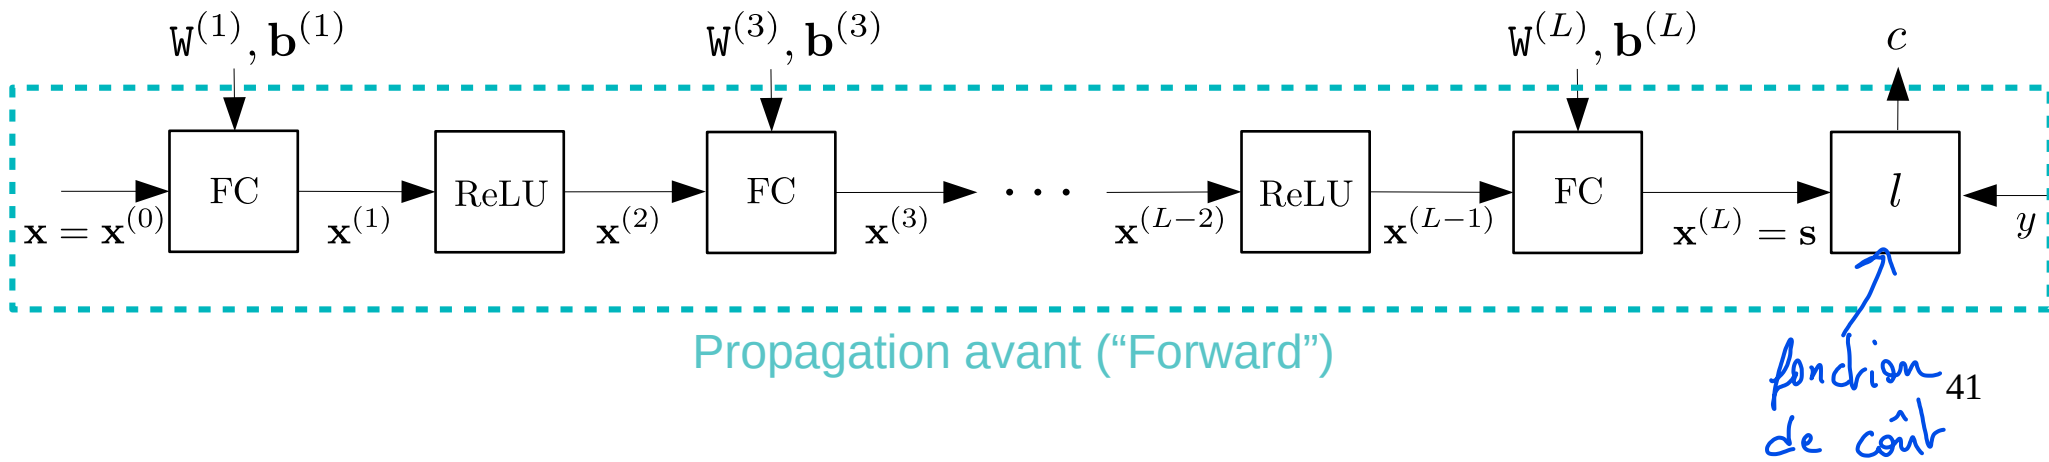 W^(1), b^(1) W^(3), b^(3) W^(L), b^(L) c
FC ReLU FC · · · ReLU FC l
x = x^(0) x^(1) x^(2) x^(3) x^(L−2) x^(L−1) x^(L) = s y
Propagation avant (“Forward”)
fonction
41
de coût